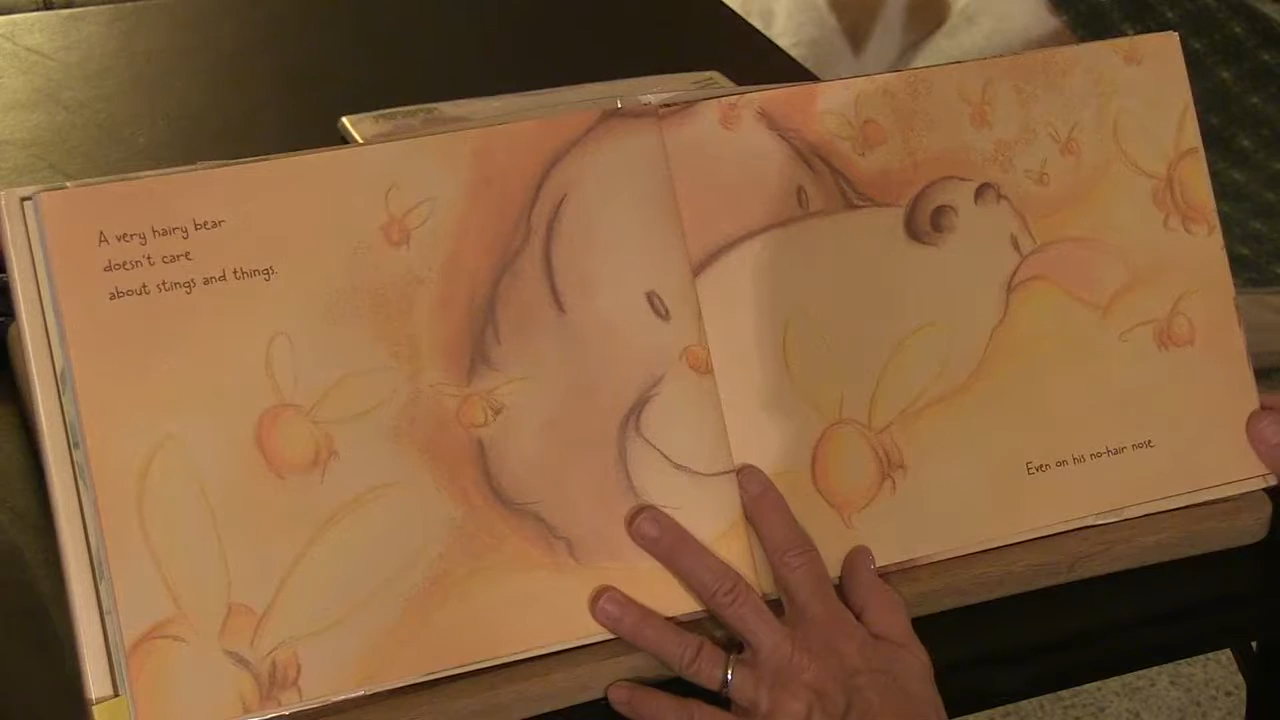 A very hairy bear
doesn't care
about stings and things.
Even on his no-hair nose.